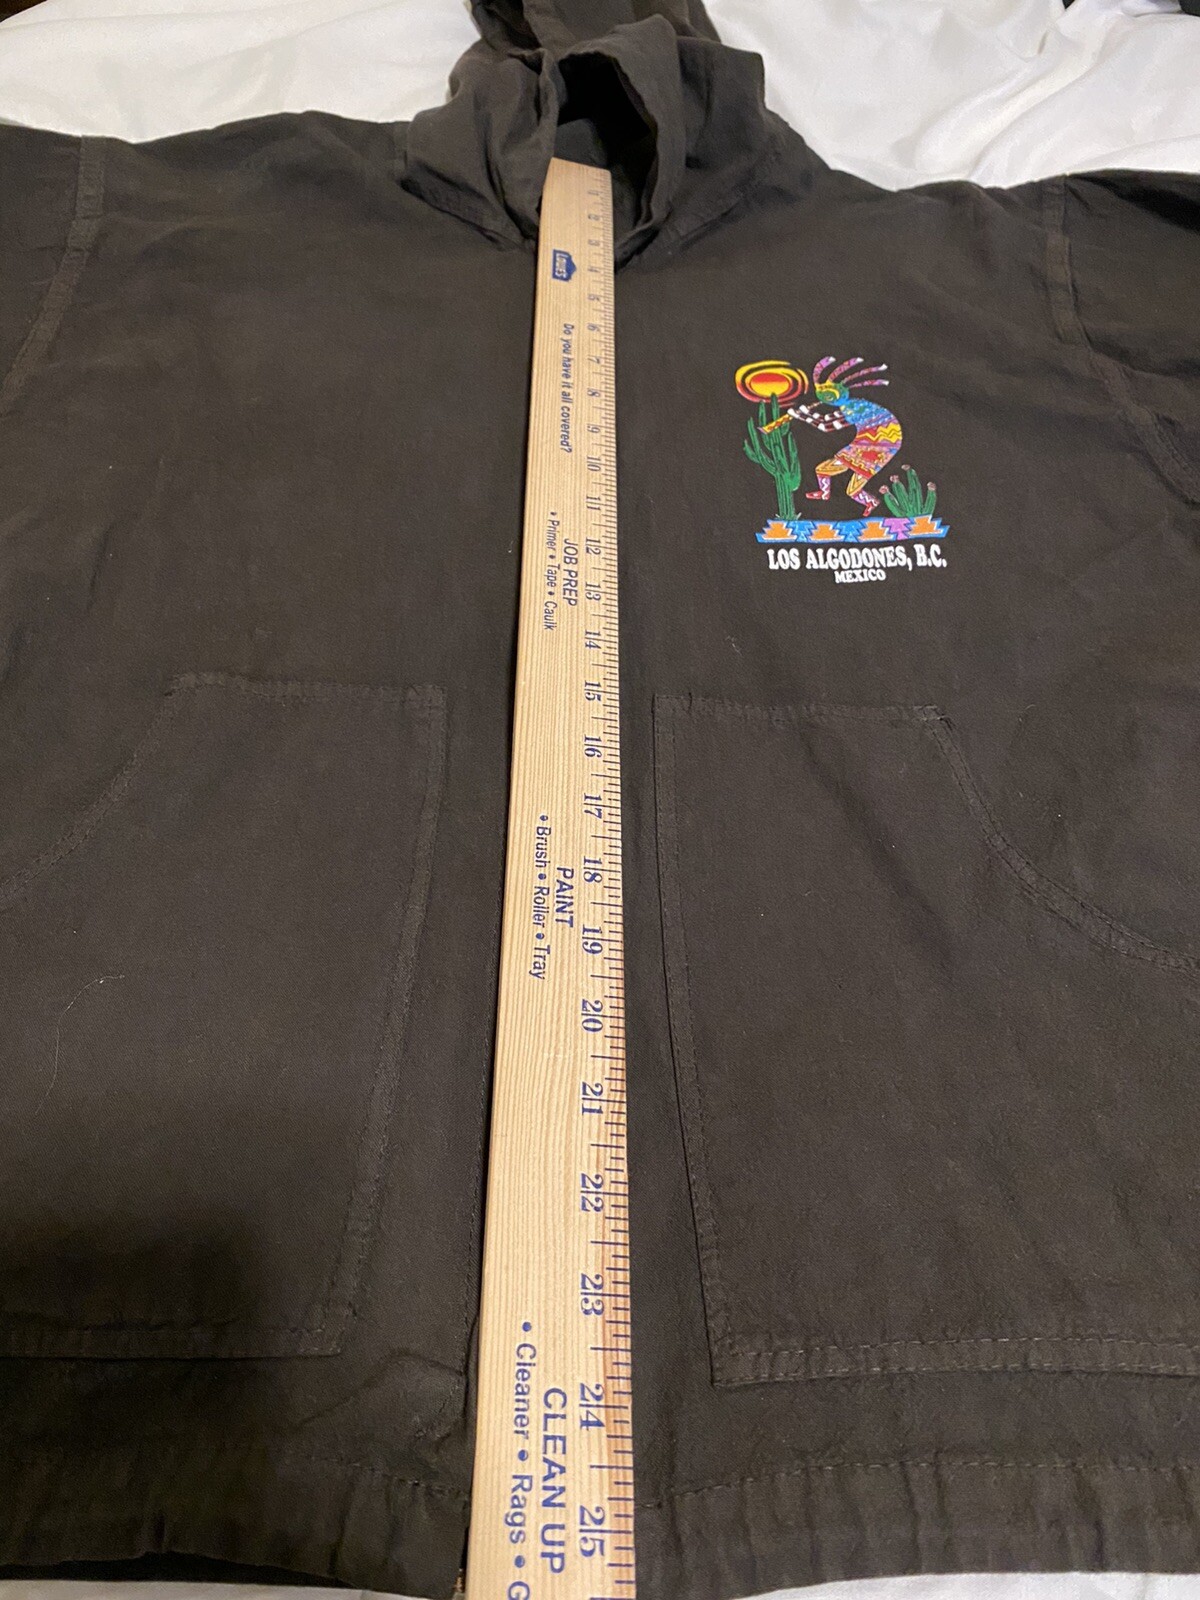 LOWE'S
Do you have it all covered?
JOB PREP
• Primer • Tape • Caulk
PAINT
• Brush • Roller • Tray
CLEAN UP
• Cleaner • Rags • G
1 2 3 4 5 6 7 8 9 10 11 12 13 14 15 16 17 18 19 20 21 22 23 24 25
LOS ALGODONES, B.C.
MEXICO